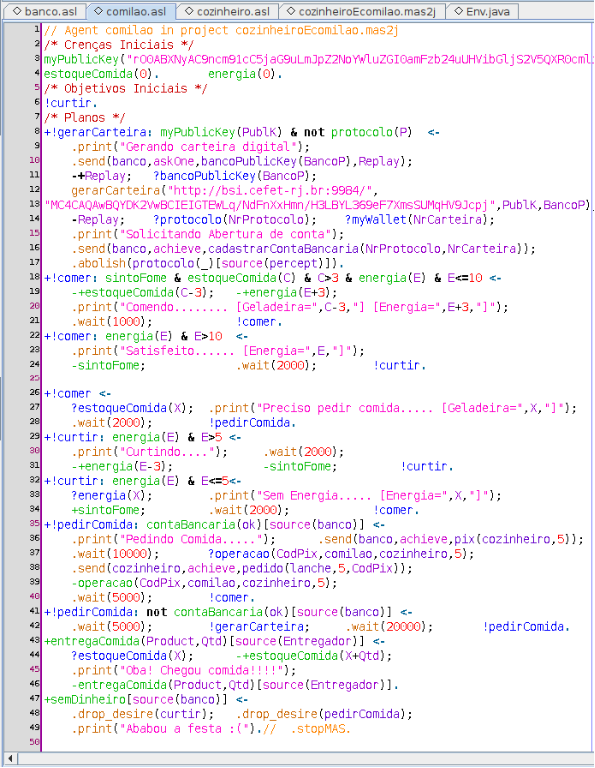 banco.asl comilao.asl cozinheiro.asl cozinheiroEcomilao.mas2j Env.java
1 // Agent comilao in project cozinheiroEcomilao.mas2j
2 /* Crenças Iniciais */
3 myPublicKey("rO0ABXNyAC9ncm91cC5jaG9uLmJpZ2NoYWluZGI0amFzb24uUHVibGljS2V5QXROcml
4 estoqueComida(0). energia(0).
5 /* Objetivos Iniciais */
6 !curtir.
7 /* Planos */
8 +!gerarCarteira: myPublicKey(PublK) & not protocolo(P) <-
9 .print("Gerando carteira digital");
10 .send(banco,askOne,bancoPublicKey(BancoP),Replay);
11 -+Replay; ?bancoPublicKey(BancoP);
12 gerarCarteira("http://bsi.cefet-rj.br:9984/",
13 "MC4CAQAwBQYDK2VwBCIEIGTEWLq/NdFnXxHmn/H3LBYL369eF7XmsSUMqHV9Jcpj",PublK,BancoP)
14 -Replay; ?protocolo(NrProtocolo); ?myWallet(NrCarteira);
15 .print("Solicitando Abertura de conta");
16 .send(banco,achieve,cadastrarContaBancaria(NrProtocolo,NrCarteira));
17 .abolish(protocolo(_)[source(percept)]).
18 +!comer: sintoFome & estoqueComida(C) & C>3 & energia(E) & E<=10 <-
19 -+estoqueComida(C-3); -+energia(E+3);
20 .print("Comendo........ [Geladeira=",C-3,"] [Energia=",E+3,"]");
21 .wait(1000); !comer.
22 +!comer: energia(E) & E>10 <-
23 .print("Satisfeito...... [Energia=",E,"]");
24 -sintoFome; .wait(2000); !curtir.
25
26 +!comer <-
27 ?estoqueComida(X); .print("Preciso pedir comida..... [Geladeira=",X,"]");
28 .wait(2000); !pedirComida.
29 +!curtir: energia(E) & E>5 <-
30 .print("Curtindo...."); .wait(2000);
31 -+energia(E-3); -sintoFome; !curtir.
32 +!curtir: energia(E) & E<=5<-
33 ?energia(X); .print("Sem Energia..... [Energia=",X,"]");
34 +sintoFome; .wait(2000); !comer.
35 +!pedirComida: contaBancaria(ok)[source(banco)] <-
36 .print("Pedindo Comida....."); .send(banco,achieve,pix(cozinheiro,5));
37 .wait(10000); ?operacao(CodPix,comilao,cozinheiro,5);
38 .send(cozinheiro,achieve,pedido(lanche,5,CodPix));
39 -operacao(CodPix,comilao,cozinheiro,5);
40 .wait(5000); !comer.
41 +!pedirComida: not contaBancaria(ok)[source(banco)] <-
42 .wait(5000); !gerarCarteira; .wait(20000); !pedirComida.
43 +entregaComida(Product,Qtd)[source(Entregador)] <-
44 ?estoqueComida(X); -+estoqueComida(X+Qtd);
45 .print("Oba! Chegou comida!!!!");
46 -entregaComida(Product,Qtd)[source(Entregador)].
47 +semDinheiro[source(banco)] <-
48 .drop_desire(curtir); .drop_desire(pedirComida);
49 .print("Ababou a festa :(").// .stopMAS.
50